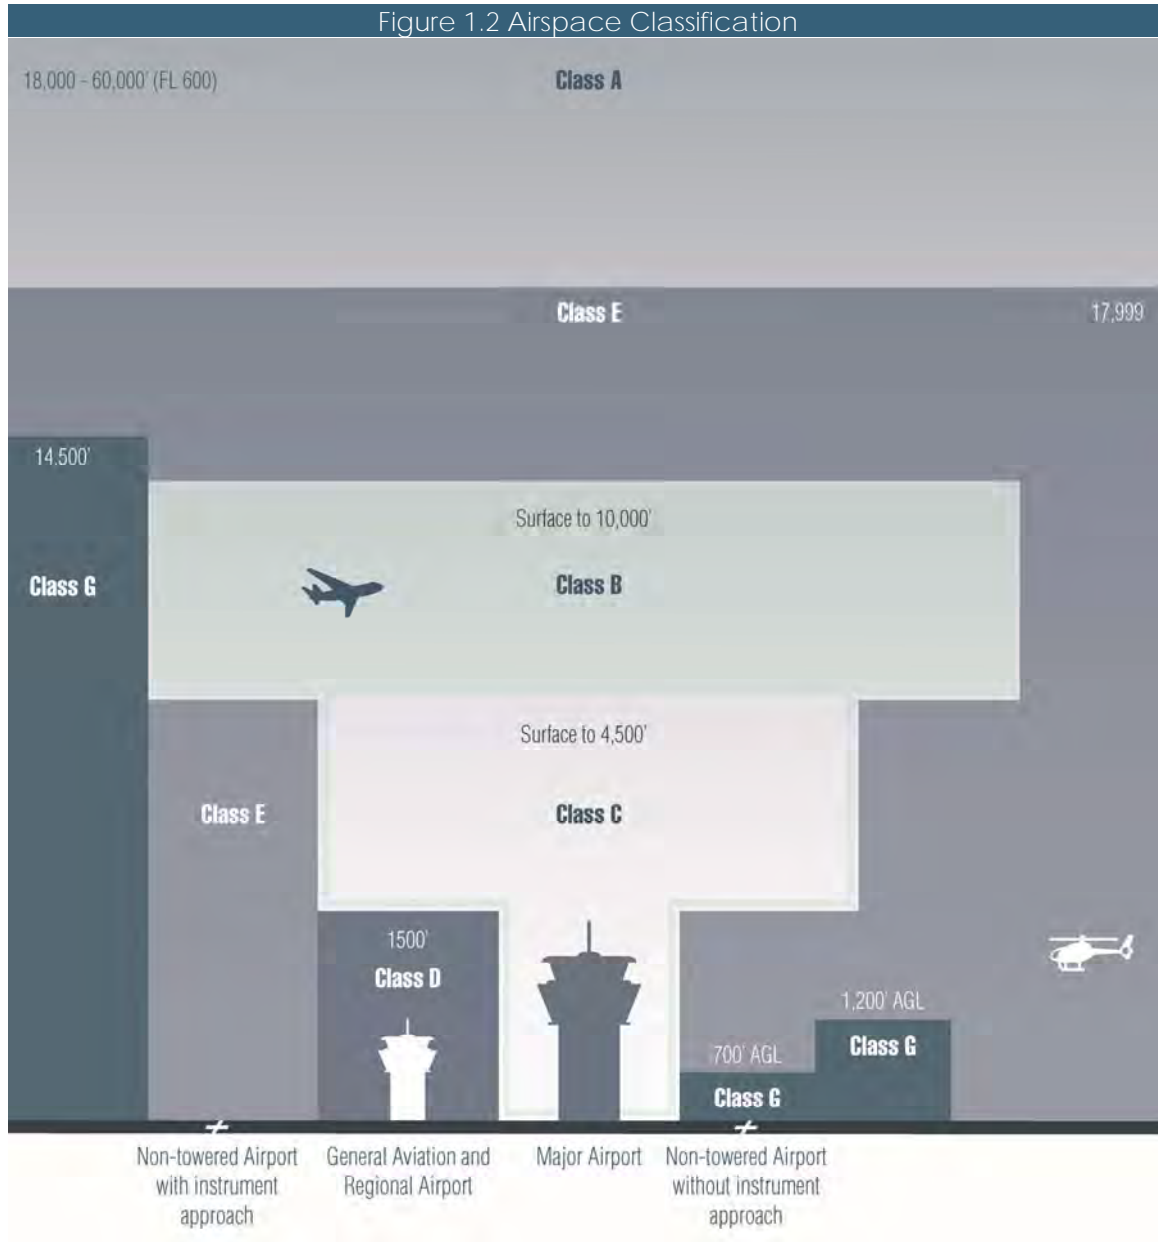 Figure 1.2 Airspace Classification
18,000 - 60,000' (FL 600)
Class A
Class E
17,999
14.500'
Surface to 10,000'
Class G
Class B
Surface to 4,500'
Class E
Class C
1500'
Class D
1,200' AGL
Class G
700' AGL
Class G
Non-towered Airport
with instrument
approach
General Aviation and
Regional Airport
Major Airport
Non-towered Airport
without instrument
approach